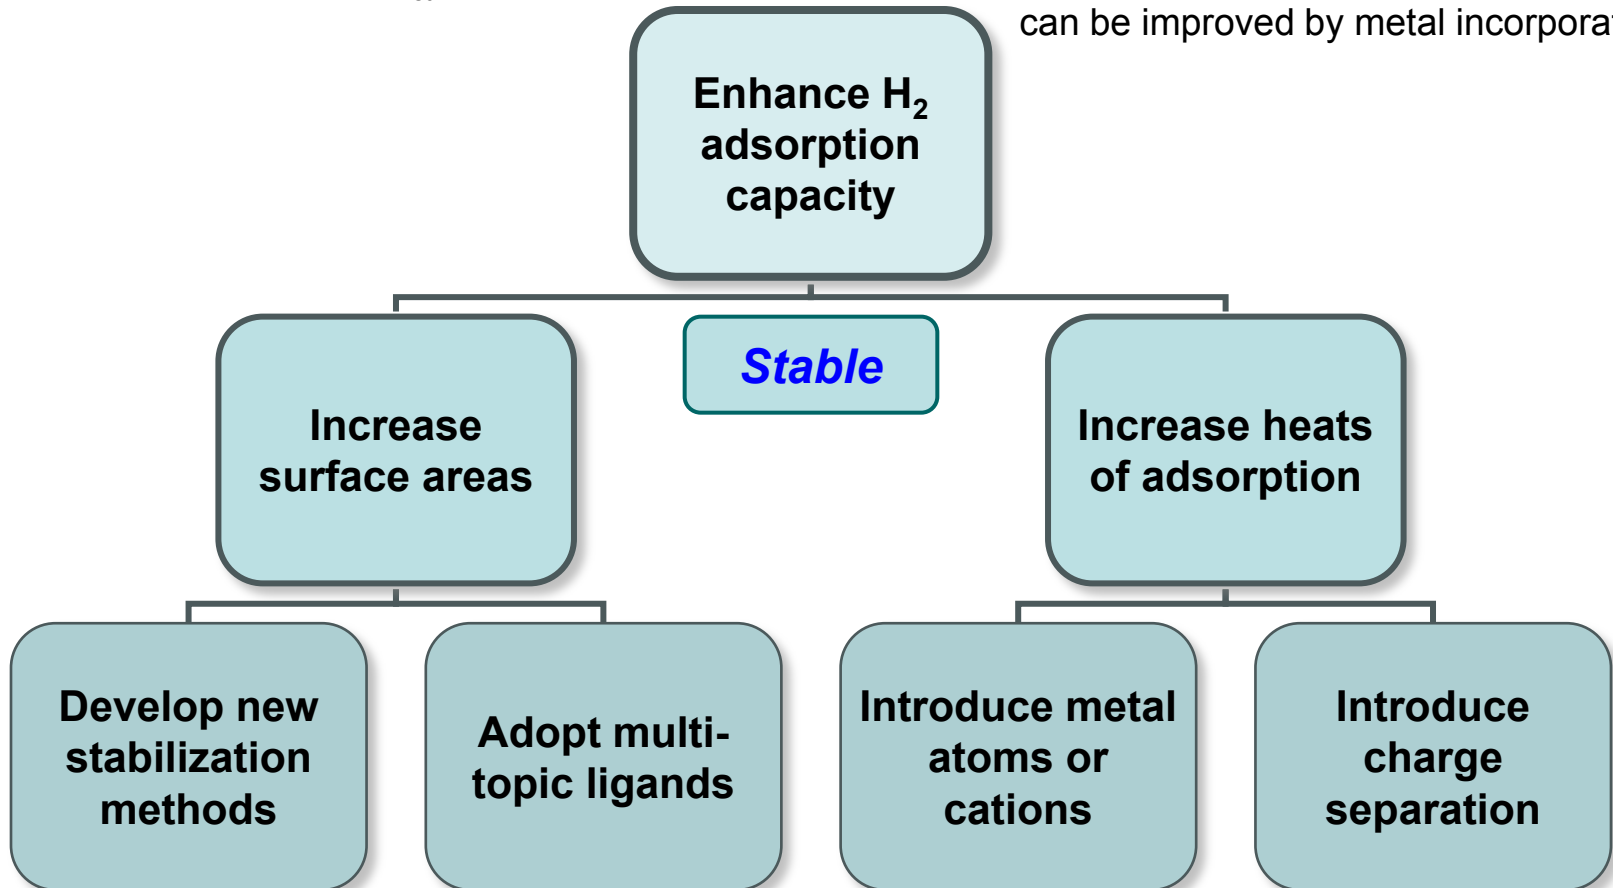 can be improved by metal
Enhance H₂
adsorption
capacity
Stable
Increase
surface areas
Increase heats
of adsorption
Develop new
stabilization
methods
Adopt multi-
topic ligands
Introduce metal
atoms or
cations
Introduce
charge
separation